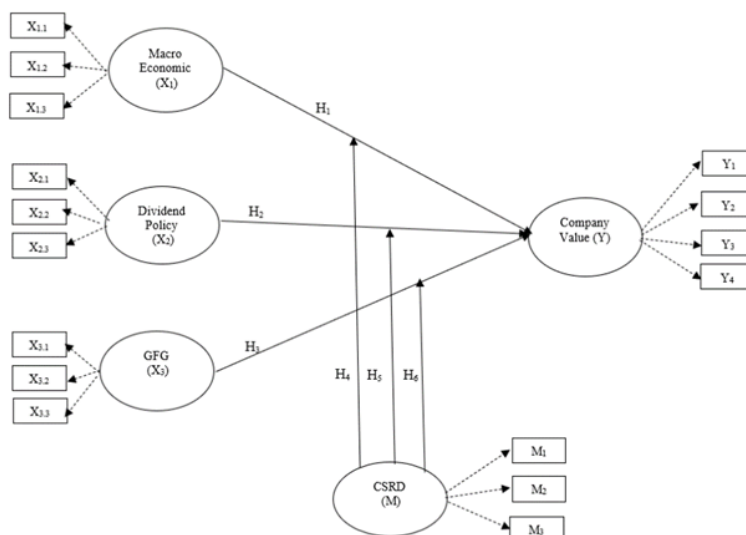 X1.1
X1.2
X1.3
Macro
Economic
(X1)
H1
X2.1
X2.2
X2.3
Dividend
Policy
(X2)
H2
Company
Value (Y)
Y1
Y2
Y3
Y4
X3.1
X3.2
X3.3
GFG
(X3)
H3
H4
H5
H6
CSRD
(M)
M1
M2
M3